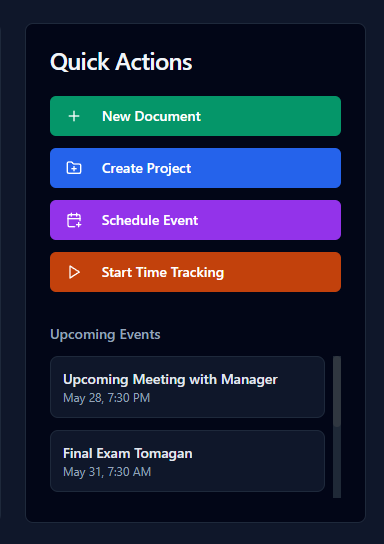 Quick Actions
New Document
Create Project
Schedule Event
Start Time Tracking
Upcoming Events
Upcoming Meeting with Manager
May 28, 7:30 PM
Final Exam Tomagan
May 31, 7:30 AM